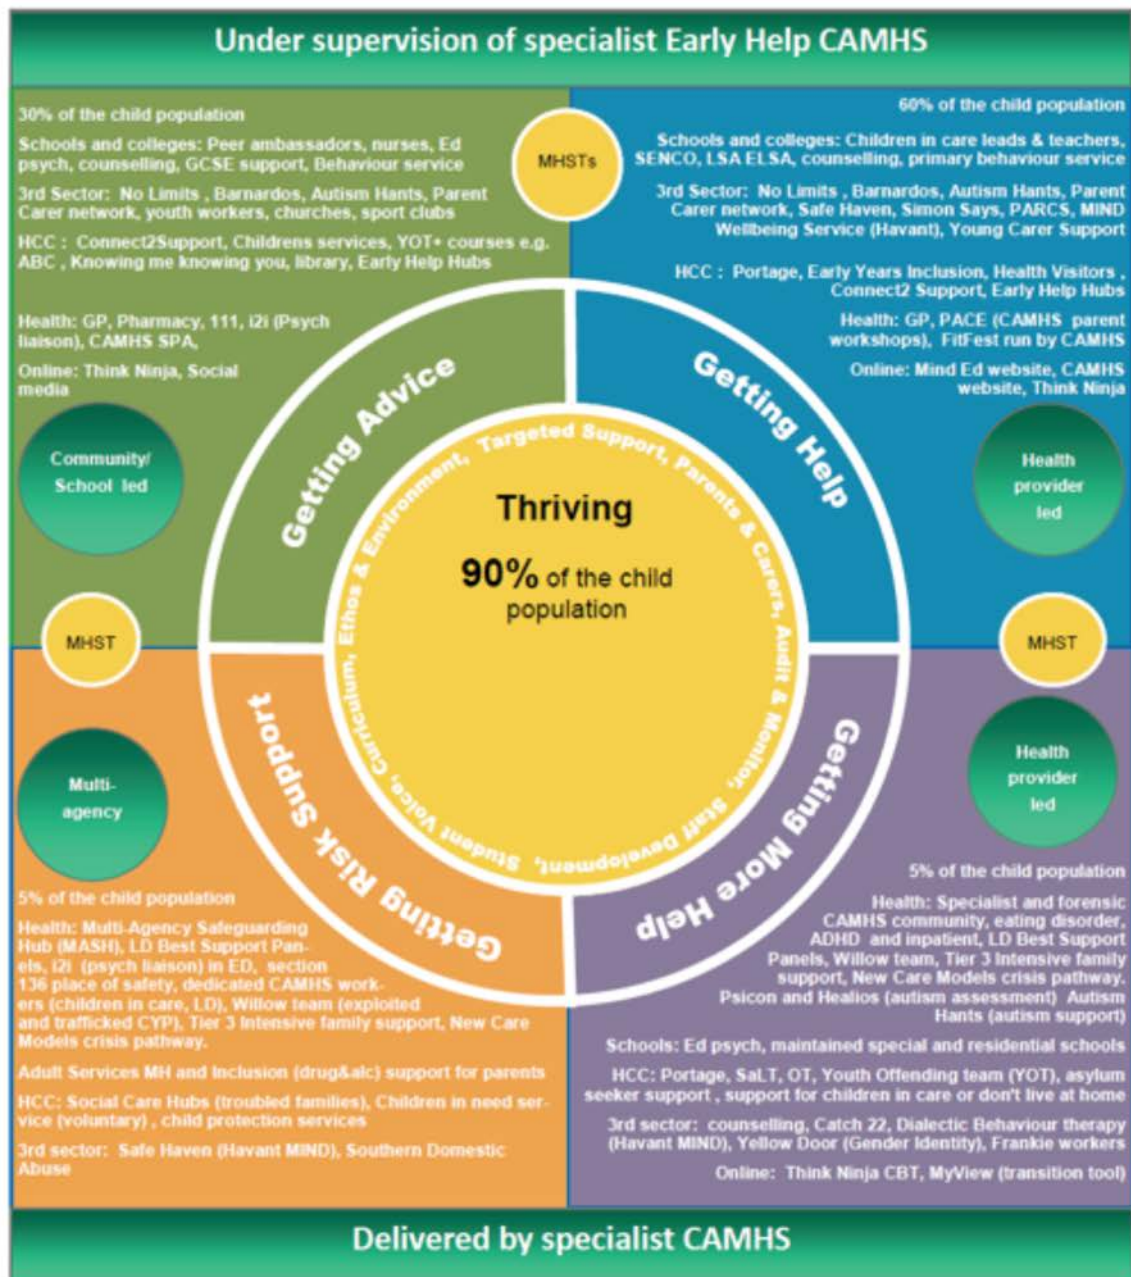 Under supervision of specialist Early Help CAMHS
30% of the child population
Schools and colleges: Peer ambassadors, nurses, Ed
psych, counselling, GCSE support, Behaviour service
3rd Sector: No Limits , Barnardos, Autism Hants, Parent
Carer network, youth workers, churches, sport clubs
HCC : Connect2Support, Childrens services, YOT+ courses e.g.
ABC , Knowing me knowing you, library, Early Help Hubs
Health: GP, Pharmacy, 111, i2i (Psych
liaison), CAMHS SPA,
Online: Think Ninja, Social
media
Community/
School led
MHSTs
60% of the child population
Schools and colleges: Children in care leads & teachers,
SENCO, LSA ELSA, counselling, primary behaviour service
3rd Sector: No Limits , Barnardos, Autism Hants, Parent
Carer network, Safe Haven, Simon Says, PARCS, MIND
Wellbeing Service (Havant), Young Carer Support
HCC : Portage, Early Years Inclusion, Health Visitors ,
Connect2 Support, Early Help Hubs
Health: GP, PACE (CAMHS parent
workshops), FitFest run by CAMHS
Online: Mind Ed website, CAMHS
website, Think Ninja
Health
provider
led
Getting Advice
Getting Help
Curriculum, Ethos & Environment, Targeted Support, Parents & Carers, Audit & Monitor, Staff Development, Student Voice,
Thriving
90% of the child
population
MHST
MHST
Getting Risk Support
Getting More Help
Multi-
agency
5% of the child population
Health: Multi-Agency Safeguarding
Hub (MASH), LD Best Support Pan-
els, i2i (psych liaison) in ED, section
136 place of safety, dedicated CAMHS work-
ers (children in care, LD), Willow team (exploited
and trafficked CYP), Tier 3 Intensive family support, New Care
Models crisis pathway.
Adult Services MH and Inclusion (drug&alc) support for parents
HCC: Social Care Hubs (troubled families), Children in need ser-
vice (voluntary) , child protection services
3rd sector: Safe Haven (Havant MIND), Southern Domestic
Abuse
Health
provider
led
5% of the child population
Health: Specialist and forensic
CAMHS community, eating disorder,
ADHD and inpatient, LD Best Support
Panels, Willow team, Tier 3 Intensive family
support, New Care Models crisis pathway.
Psicon and Healios (autism assessment) Autism
Hants (autism support)
Schools: Ed psych, maintained special and residential schools
HCC: Portage, SaLT, OT, Youth Offending team (YOT), asylum
seeker support , support for children in care or don't live at home
3rd sector: counselling, Catch 22, Dialectic Behaviour therapy
(Havant MIND), Yellow Door (Gender Identity), Frankie workers
Online: Think Ninja CBT, MyView (transition tool)
Delivered by specialist CAMHS